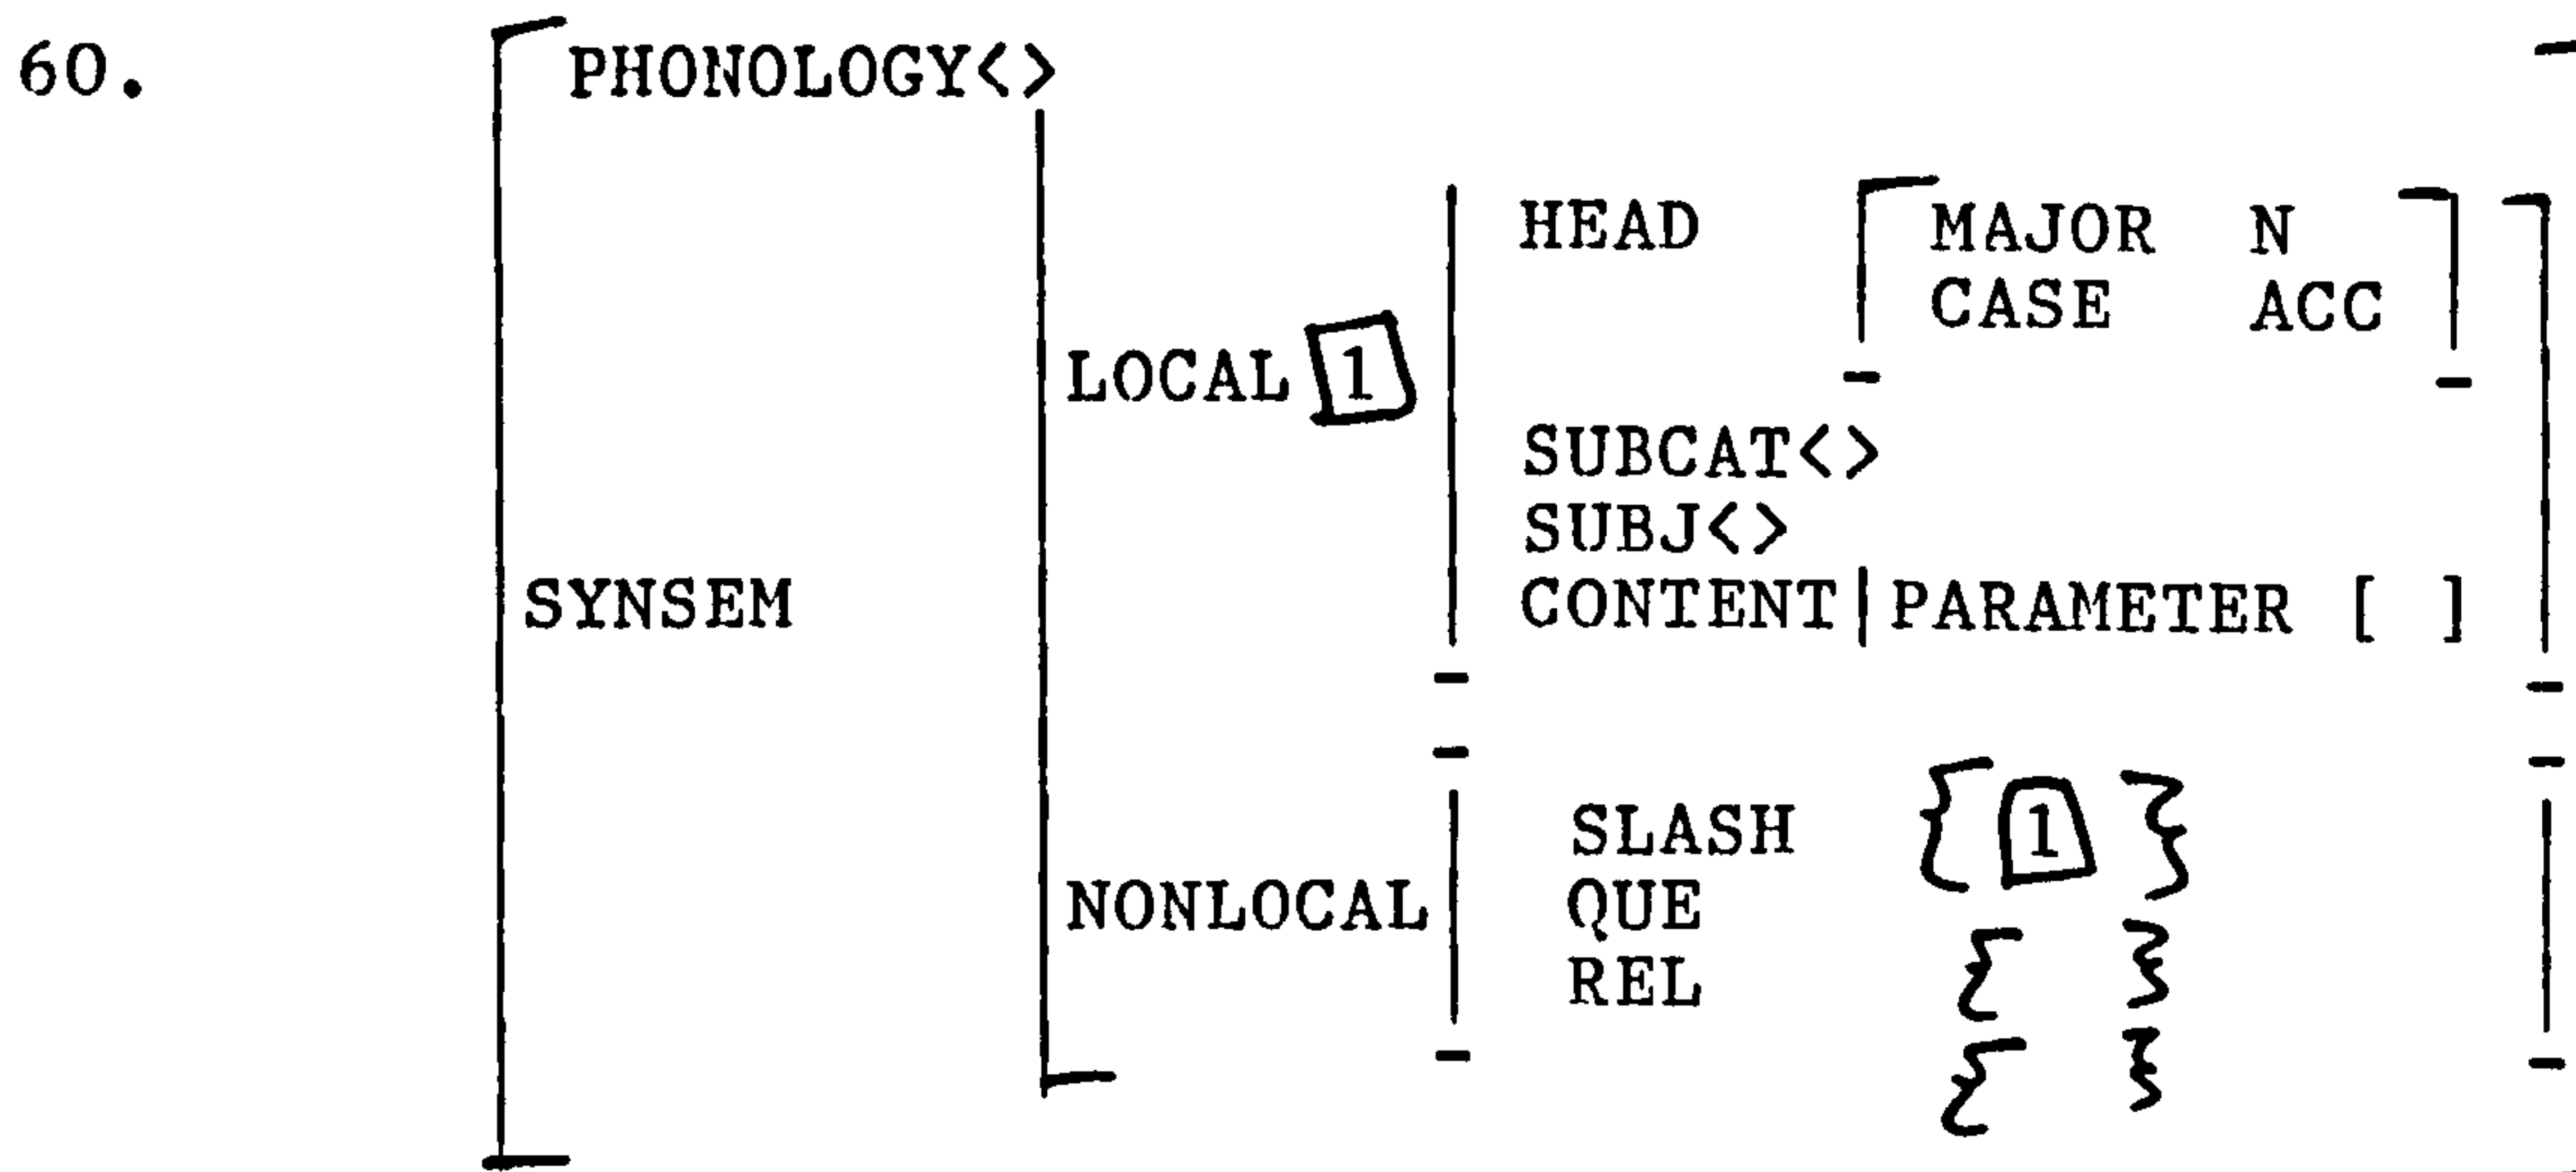 60.
PHONOLOGY<>
HEAD MAJOR N
CASE ACC
LOCAL 1
SUBCAT<>
SUBJ<>
SYNSEM CONTENT|PARAMETER [ ]
SLASH { 1 }
NONLOCAL QUE { }
REL { }